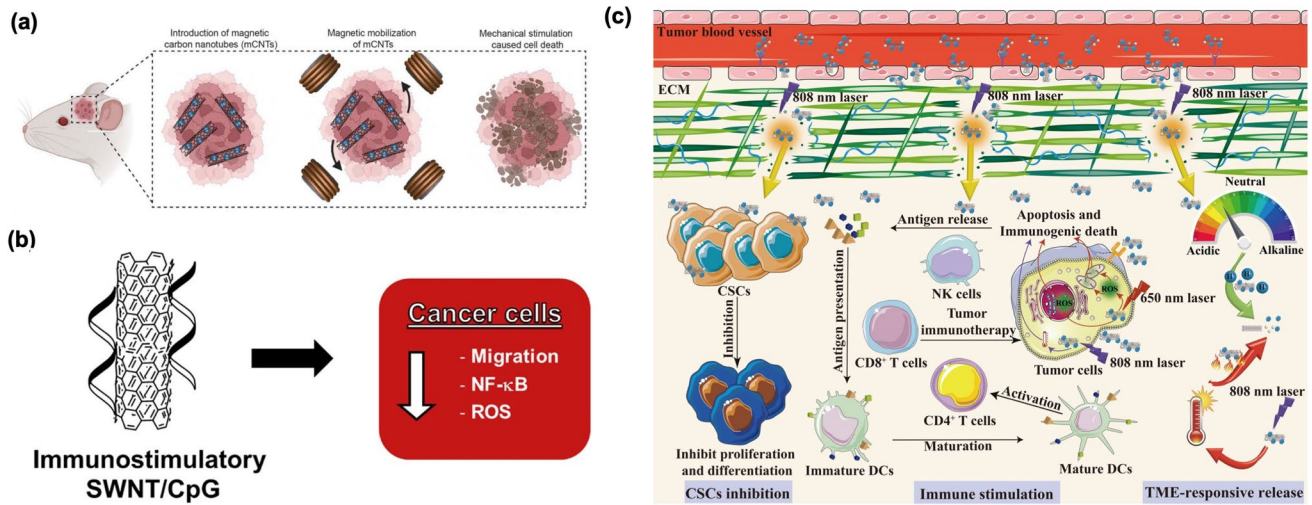 (a)
Introduction of magnetic
carbon nanotubes (mCNTs)
Magnetic mobilization
of mCNTs
Mechanical stimulation
caused cell death
(b)
Immunostimulatory
SWNT/CpG
Cancer cells
- Migration
- NF-κB
- ROS
(c)
Tumor blood vessel
ECM
808 nm laser
808 nm laser
808 nm laser
CSCs
Inhibition
Inhibit proliferation
and differentiation
CSCs inhibition
Antigen release
Antigen presentation
Apoptosis and
Immunogenic death
NK cells
Tumor
immunotherapy
CD8⁺ T cells
CD4⁺ T cells
Activation
Maturation
Immature DCs
Mature DCs
ROS
ROS
650 nm laser
808 nm laser
Tumor cells
Immune stimulation
Neutral
Acidic
Alkaline
808 nm laser
TME-responsive release